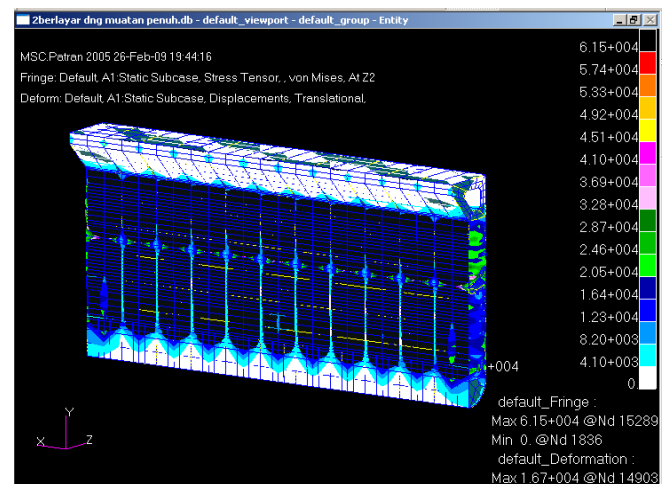 2berlayar dng muatan penuh.db - default_viewport - default_group - Entity
MSC.Patran 2005 26-Feb-09 19:44:16
Fringe: Default, A1:Static Subcase, Stress Tensor, , von Mises, At Z2
Deform: Default, A1:Static Subcase, Displacements, Translational,
6.15+004
5.74+004
5.33+004
4.92+004
4.51+004
4.10+004
3.69+004
3.28+004
2.87+004
2.46+004
2.05+004
1.64+004
1.23+004
8.20+003
4.10+003
0.
+004
default_Fringe :
Max 6.15+004 @Nd 15289
Min 0. @Nd 1836
default_Deformation :
Max 1.67+004 @Nd 14903
Y
X
Z